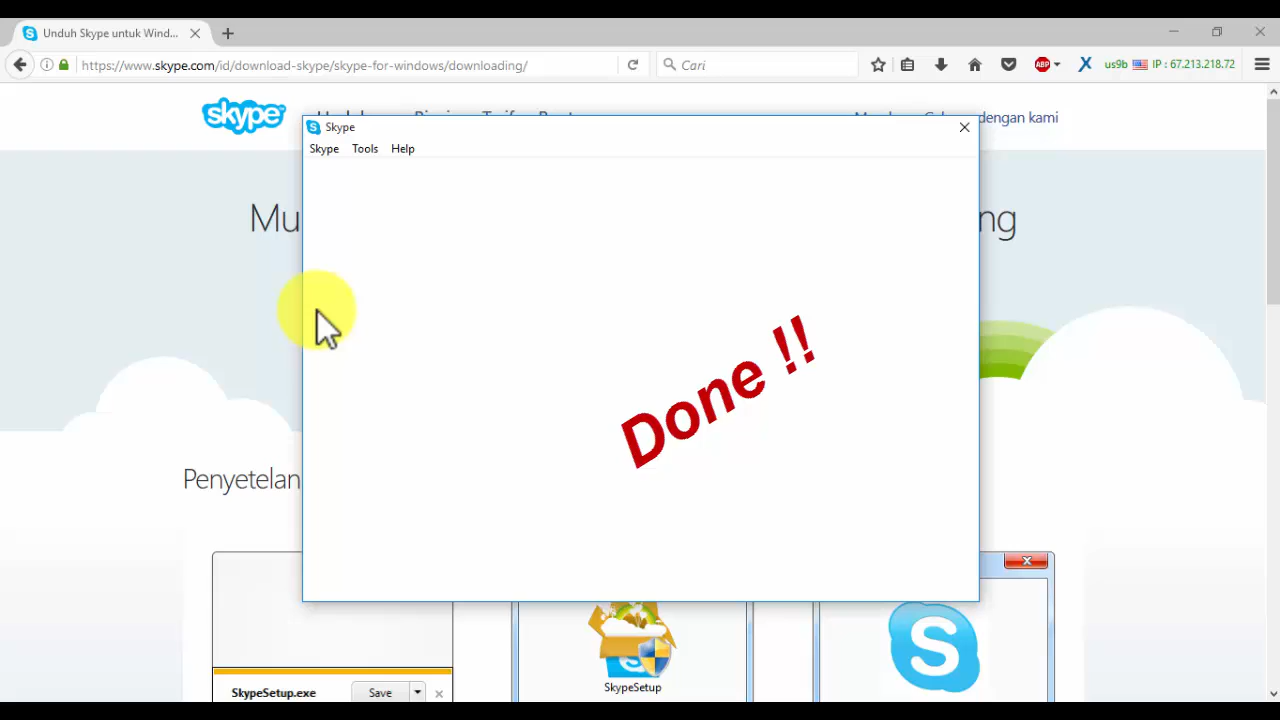 Unduh Skype untuk Wind...
https://www.skype.com/id/download-skype/skype-for-windows/downloading/
Cari
ABP
us9b
IP : 67.213.218.72
skype
dengan kami
Skype
Skype Tools Help
Mu
ng
Done !!
Penyetelan
SkypeSetup.exe
Save
SkypeSetup